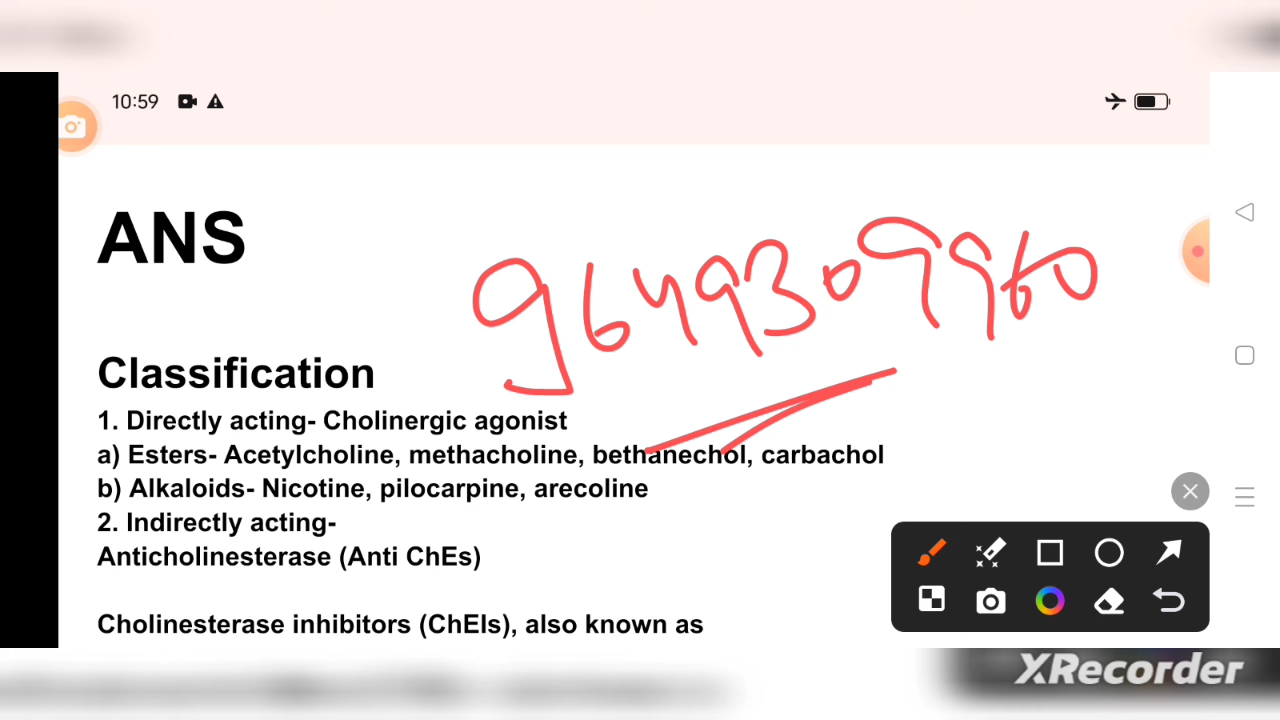 10:59
ANS
9649309960
Classification
1. Directly acting- Cholinergic agonist
a) Esters- Acetylcholine, methacholine, bethanechol, carbachol
b) Alkaloids- Nicotine, pilocarpine, arecoline
2. Indirectly acting-
Anticholinesterase (Anti ChEs)
Cholinesterase inhibitors (ChEIs), also known as
XRecorder